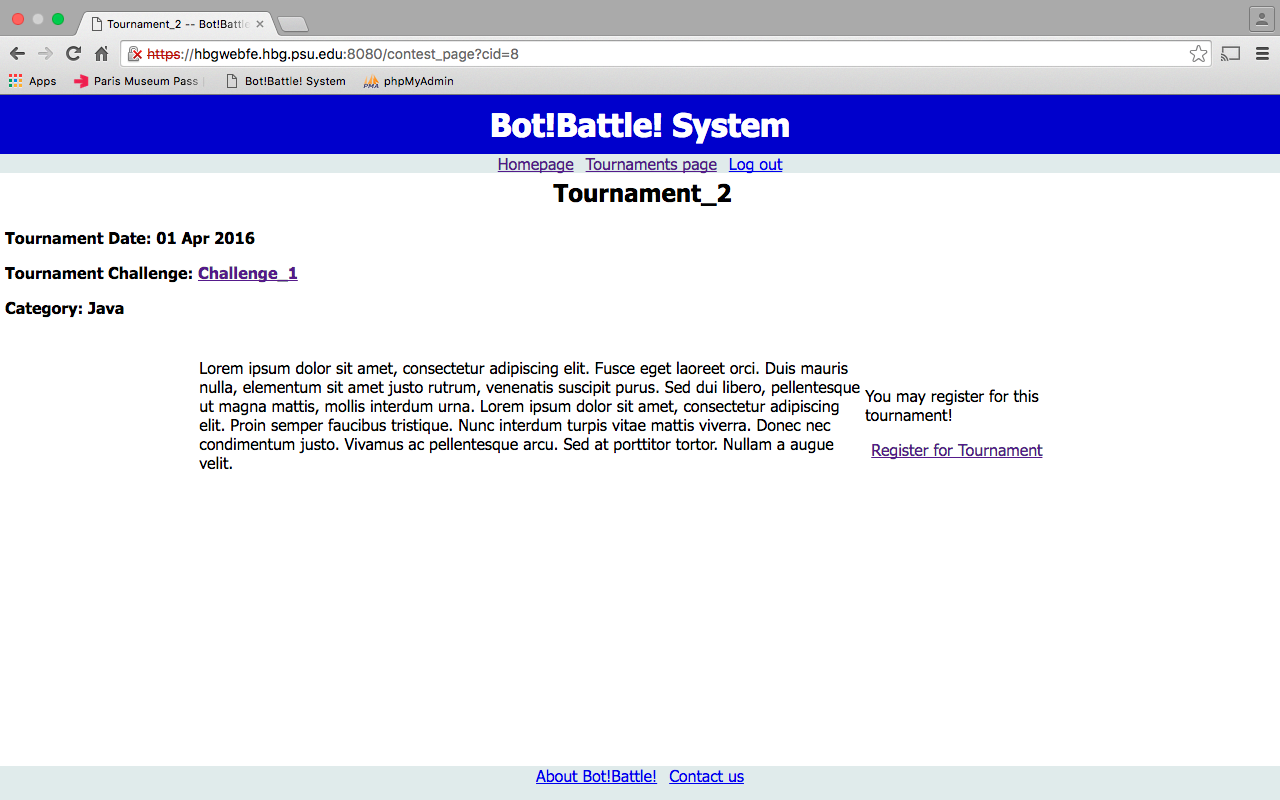 Tournament_2 -- Bot!Battle
https://hbgwebfe.hbg.psu.edu:8080/contest_page?cid=8
Apps Paris Museum Pass Bot!Battle! System PMA phpMyAdmin
Bot!Battle! System
Homepage Tournaments page Log out
Tournament_2
Tournament Date: 01 Apr 2016
Tournament Challenge: Challenge_1
Category: Java
Lorem ipsum dolor sit amet, consectetur adipiscing elit. Fusce eget laoreet orci. Duis mauris
nulla, elementum sit amet justo rutrum, venenatis suscipit purus. Sed dui libero, pellentesque
ut magna mattis, mollis interdum urna. Lorem ipsum dolor sit amet, consectetur adipiscing
elit. Proin semper faucibus tristique. Nunc interdum turpis vitae mattis viverra. Donec nec
condimentum justo. Vivamus ac pellentesque arcu. Sed at porttitor tortor. Nullam a augue
velit.
You may register for this
tournament!
Register for Tournament
About Bot!Battle! Contact us